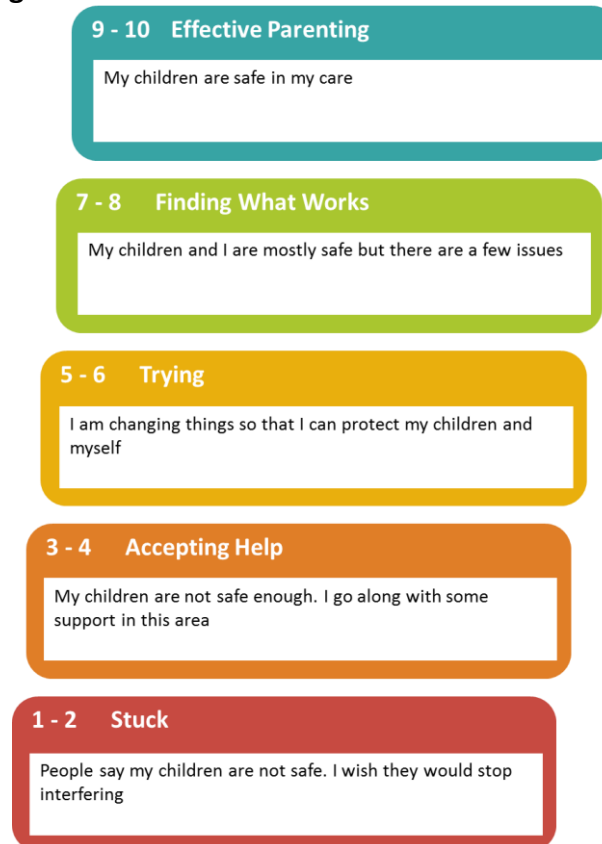 9 - 10 Effective Parenting
My children are safe in my care
7 - 8 Finding What Works
My children and I are mostly safe but there are a few issues
5 - 6 Trying
I am changing things so that I can protect my children and
myself
3 - 4 Accepting Help
My children are not safe enough. I go along with some
support in this area
1 - 2 Stuck
People say my children are not safe. I wish they would stop
interfering